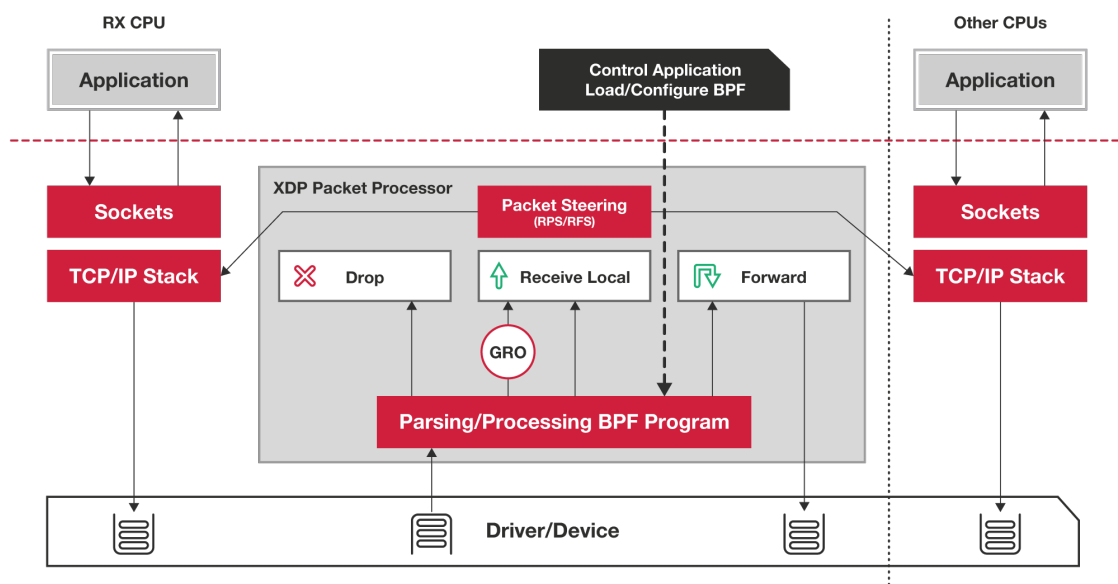 RX CPU
Other CPUs
Application
Control Application
Load/Configure BPF
Application
XDP Packet Processor
Sockets
Packet Steering
(RPS/RFS)
Sockets
TCP/IP Stack
Drop
Receive Local
Forward
TCP/IP Stack
GRO
Parsing/Processing BPF Program
Driver/Device